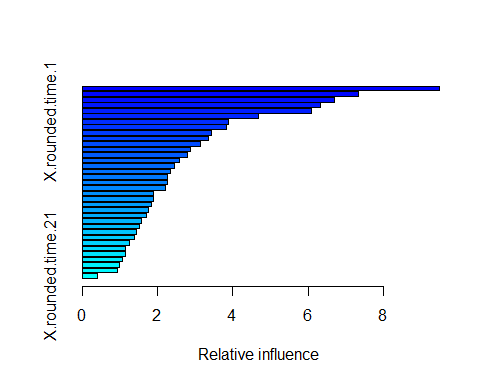 X.rounded.time.1
X.rounded.time.21
0 2 4 6 8
Relative influence